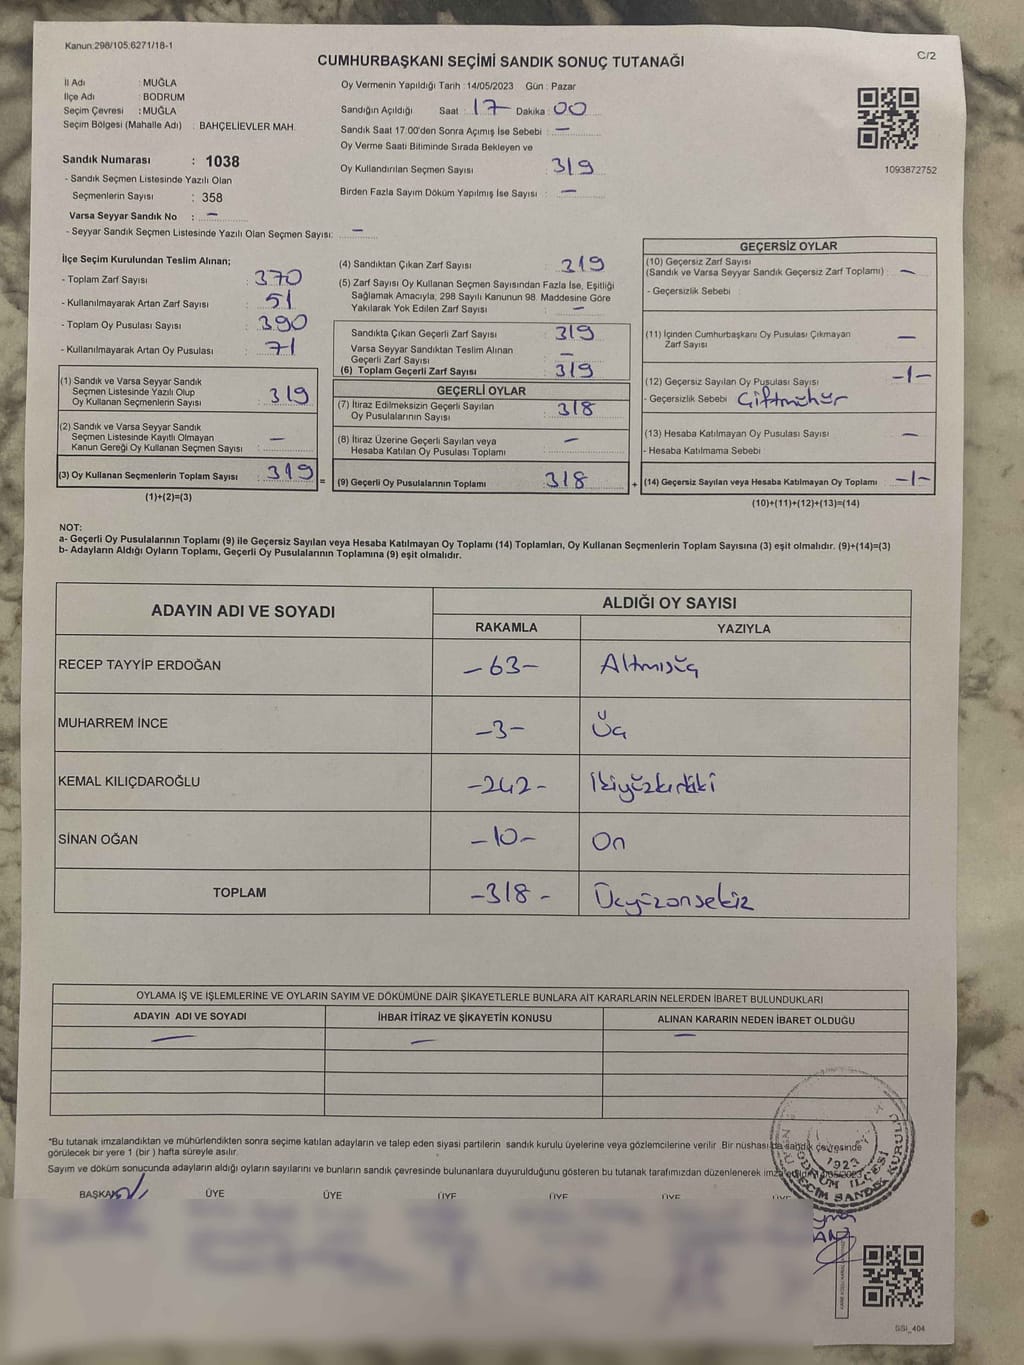 Kanun:298/105,6271/18-1
C/2
CUMHURBAŞKANI SEÇİMİ SANDIK SONUÇ TUTANAĞI
İl Adı : MUĞLA
İlçe Adı : BODRUM
Seçim Çevresi : MUĞLA
Seçim Bölgesi (Mahalle Adı) : BAHÇELİEVLER MAH.
Sandık Numarası : 1038
- Sandık Seçmen Listesinde Yazılı Olan
Seçmenlerin Sayısı : 358
Varsa Seyyar Sandık No : —
- Seyyar Sandık Seçmen Listesinde Yazılı Olan Seçmen Sayısı: —
Oy Vermenin Yapıldığı Tarih : 14/05/2023 Gün : Pazar
Sandığın Açıldığı Saat : 17 Dakika : 00
Sandık Saat 17:00'den Sonra Açımış İse Sebebi : —
Oy Verme Saati Bitiminde Sırada Bekleyen ve
Oy Kullandırılan Seçmen Sayısı : 319
Birden Fazla Sayım Döküm Yapılmış İse Sayısı : —
1093872752
İlçe Seçim Kurulundan Teslim Alınan;
- Toplam Zarf Sayısı : 370
- Kullanılmayarak Artan Zarf Sayısı : 51
- Toplam Oy Pusulası Sayısı : 390
- Kullanılmayarak Artan Oy Pusulası : 71
(1) Sandık ve Varsa Seyyar Sandık
Seçmen Listesinde Yazılı Olup
Oy Kullanan Seçmenlerin Sayısı : 319
(2) Sandık ve Varsa Seyyar Sandık
Seçmen Listesinde Kayıtlı Olmayan
Kanun Gereği Oy Kullanan Seçmen Sayısı : —
(3) Oy Kullanan Seçmenlerin Toplam Sayısı : 319 =
(1)+(2)=(3)
(4) Sandıktan Çıkan Zarf Sayısı : 319
(5) Zarf Sayısı Oy Kullanan Seçmen Sayısından Fazla İse, Eşitliği
Sağlamak Amacıyla, 298 Sayılı Kanunun 98. Maddesine Göre
Yakılarak Yok Edilen Zarf Sayısı : —
Sandıkta Çıkan Geçerli Zarf Sayısı : 319
Varsa Seyyar Sandıktan Teslim Alınan
Geçerli Zarf Sayısı : —
(6) Toplam Geçerli Zarf Sayısı : 319
GEÇERLİ OYLAR
(7) İtiraz Edilmeksizin Geçerli Sayılan
Oy Pusulalarının Sayısı : 318
(8) İtiraz Üzerine Geçerli Sayılan veya
Hesaba Katılan Oy Pusulası Toplamı : —
(9) Geçerli Oy Pusulalarının Toplamı : 318 +
GEÇERSİZ OYLAR
(10) Geçersiz Zarf Sayısı
(Sandık ve Varsa Seyyar Sandık Geçersiz Zarf Toplamı) : —
- Geçersizlik Sebebi :
(11) İçinden Cumhurbaşkanı Oy Pusulası Çıkmayan
Zarf Sayısı —
(12) Geçersiz Sayılan Oy Pusulası Sayısı : -1-
- Geçersizlik Sebebi Çiftmühür
(13) Hesaba Katılmayan Oy Pusulası Sayısı : —
- Hesaba Katılmama Sebebi
(14) Geçersiz Sayılan veya Hesaba Katılmayan Oy Toplamı : -1-
(10)+(11)+(12)+(13)=(14)
NOT:
a- Geçerli Oy Pusulalarının Toplamı (9) ile Geçersiz Sayılan veya Hesaba Katılmayan Oy Toplamı (14) Toplamları, Oy Kullanan Seçmenlerin Toplam Sayısına (3) eşit olmalıdır. (9)+(14)=(3)
b- Adayların Aldığı Oyların Toplamı, Geçerli Oy Pusulalarının Toplamına (9) eşit olmalıdır.
ADAYIN ADI VE SOYADI ALDIĞI OY SAYISI
RAKAMLA YAZIYLA
RECEP TAYYİP ERDOĞAN -63- Altmışüç
MUHARREM İNCE -3- Üç
KEMAL KILIÇDAROĞLU -242- İkiyüzkırkiki
SİNAN OĞAN -10- On
TOPLAM -318- Üçyüzonsekiz
OYLAMA İŞ VE İŞLEMLERİNE VE OYLARIN SAYIM VE DÖKÜMÜNE DAİR ŞİKAYETLERLE BUNLARA AİT KARARLARIN NELERDEN İBARET BULUNDUKLARI
ADAYIN ADI VE SOYADI İHBAR İTİRAZ VE ŞİKAYETİN KONUSU ALINAN KARARIN NEDEN İBARET OLDUĞU
— — —
*Bu tutanak imzalandıktan ve mühürlendikten sonra seçime katılan adayların ve talep eden siyasi partilerin sandık kurulu üyelerine veya gözlemcilerine verilir. Bir nüshası da sandık çevresinde
görülecek bir yere 1 (bir) hafta süreyle asılır.
Sayım ve döküm sonucunda adayların aldığı oyların sayılarını ve bunların sandık çevresinde bulunanlara duyurulduğunu gösteren bu tutanak tarafımızdan düzenlenerek
BAŞKAN ÜYE ÜYE ÜYE ÜYE ÜYE ÜYE
1923
BODRUM İLÇESİ
SEÇİM SANDIK KURULU
GSI_404